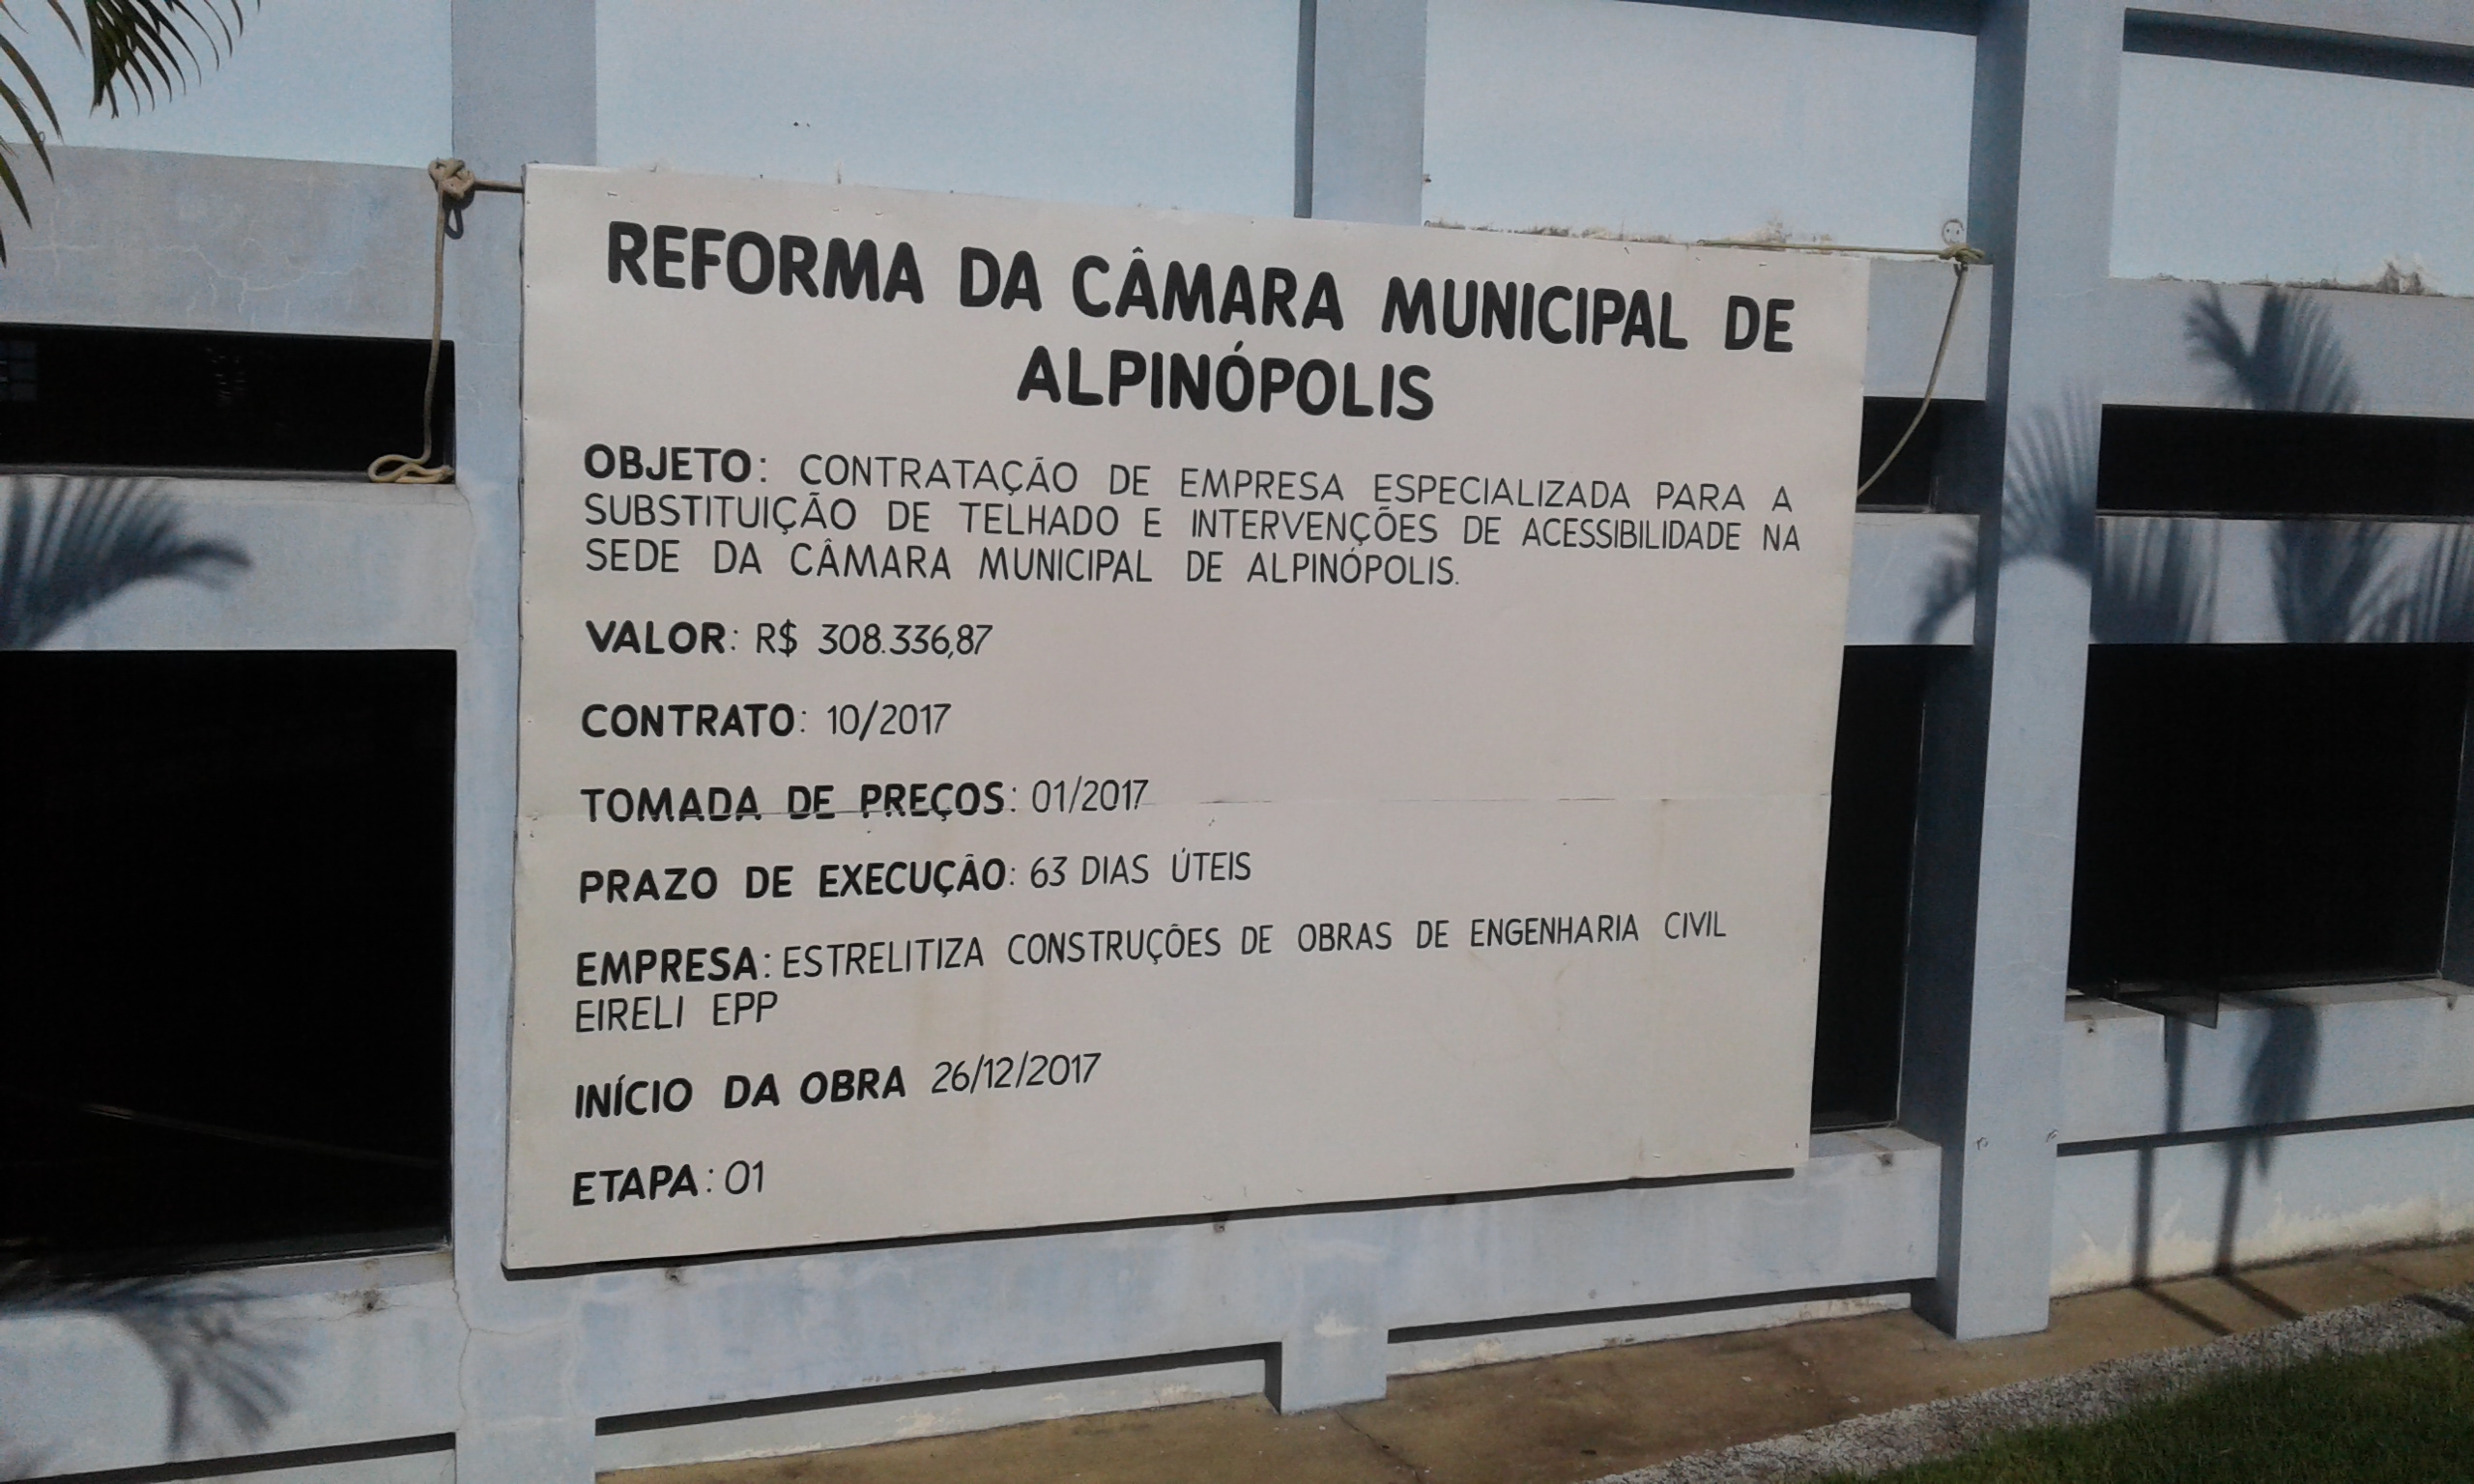 REFORMA DA CÂMARA MUNICIPAL DE
ALPINÓPOLIS
OBJETO: CONTRATAÇÃO DE EMPRESA ESPECIALIZADA PARA A
SUBSTITUIÇÃO DE TELHADO E INTERVENÇÕES DE ACESSIBILIDADE NA
SEDE DA CÂMARA MUNICIPAL DE ALPINÓPOLIS.
VALOR: R$ 308.336,87
CONTRATO: 10/2017
TOMADA DE PREÇOS: 01/2017
PRAZO DE EXECUÇÃO: 63 DIAS ÚTEIS
EMPRESA: ESTRELITIZA CONSTRUÇÕES DE OBRAS DE ENGENHARIA CIVIL
EIRELI EPP
INÍCIO DA OBRA 26/12/2017
ETAPA: 01